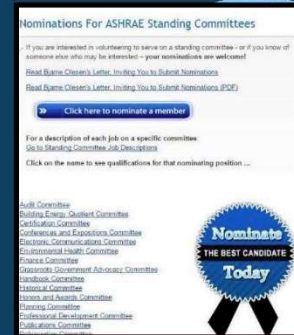 Nominations For ASHRAE Standing Committees
If you are interested in volunteering to serve on a standing committee - or if you know of
someone else who may be interested – your nominations are welcome!
Read Bjarne Olesen's Letter, Inviting You to Submit Nominations
Read Bjarne Olesen's Letter, Inviting You to Submit Nominations (PDF)
Click here to nominate a member
For a description of each job on a specific committee
Go to Standing Committee Job Descriptions
Click on the name to see qualifications for that nominating position ...
Audit Committee
Building Energy Quotient Committee
Certification Committee
Conferences and Expositions Committee
Electronic Communications Committee
Environmental Health Committee
Finance Committee
Grassroots Government Advocacy Committee
Handbook Committee
Historical Committee
Honors and Awards Committee
Planning Committee
Professional Development Committee
Publications Committee
Nominate
THE BEST CANDIDATE
Today